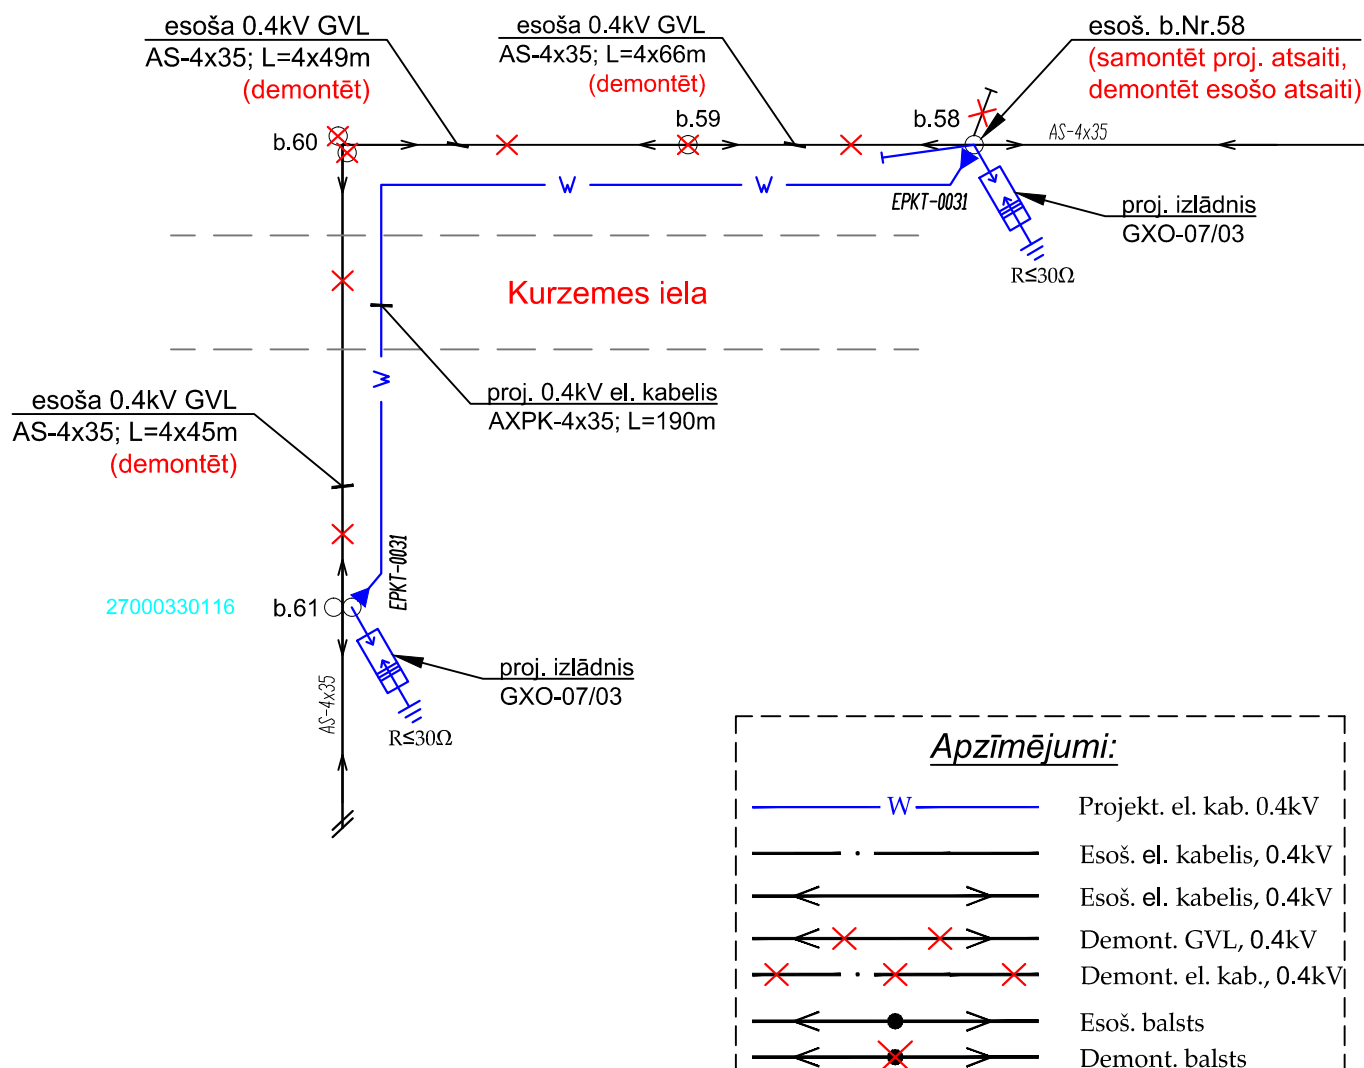 esoša 0.4kV GVL
AS-4x35; L=4x49m
(demontēt)
esoša 0.4kV GVL
AS-4x35; L=4x66m
(demontēt)
esoš. b.Nr.58
(samontēt proj. atsaiti,
demontēt esošo atsaiti)
b.60
b.59
b.58
AS-4x35
W
W
EPKT-0031
proj. izlādnis
GXO-07/03
R≤30Ω
Kurzemes iela
W
proj. 0.4kV el. kabelis
AXPK-4x35; L=190m
esoša 0.4kV GVL
AS-4x35; L=4x45m
(demontēt)
EPKT-0031
27000330116
b.61
proj. izlādnis
GXO-07/03
AS-4x35
R≤30Ω
Apzīmējumi:
W
Projekt. el. kab. 0.4kV
Esoš. el. kabelis, 0.4kV
Esoš. el. kabelis, 0.4kV
Demont. GVL, 0.4kV
Demont. el. kab., 0.4kV
Esoš. balsts
Demont. balsts